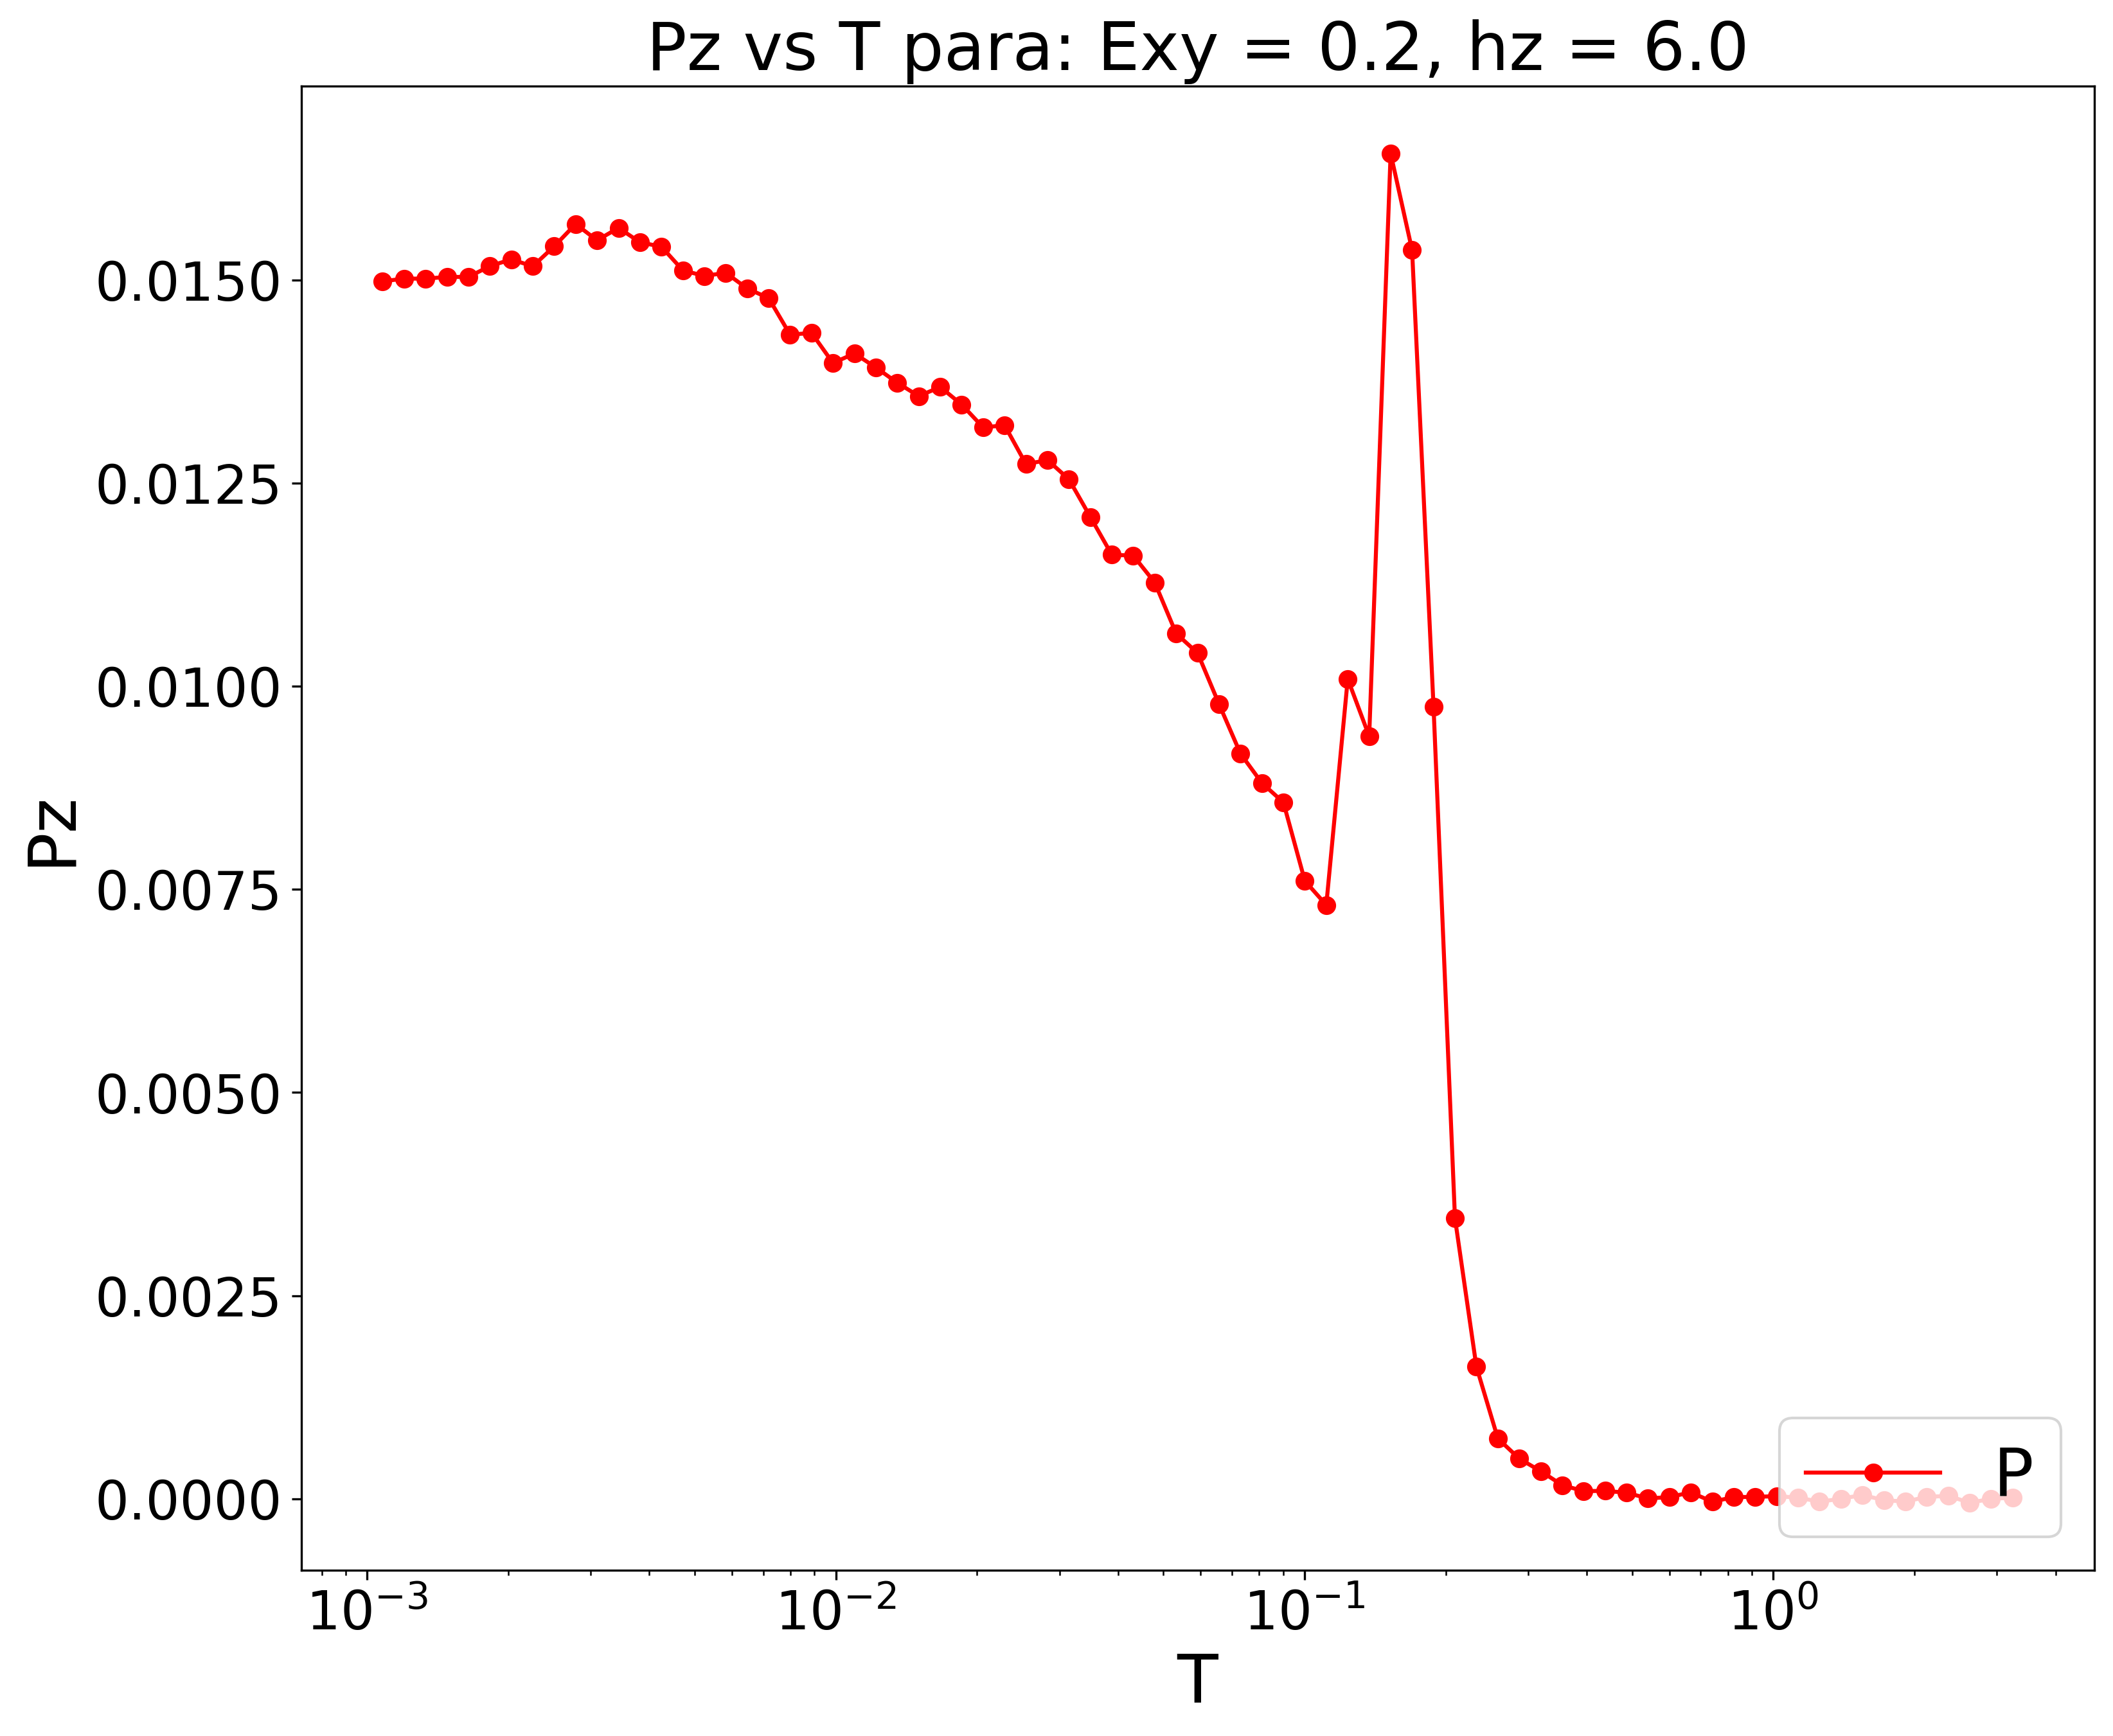 Pz vs T para: Exy = 0.2, hz = 6.0
Pz
0.0150
0.0125
0.0100
0.0075
0.0050
0.0025
0.0000
P
10⁻³ 10⁻² 10⁻¹ 10⁰
T